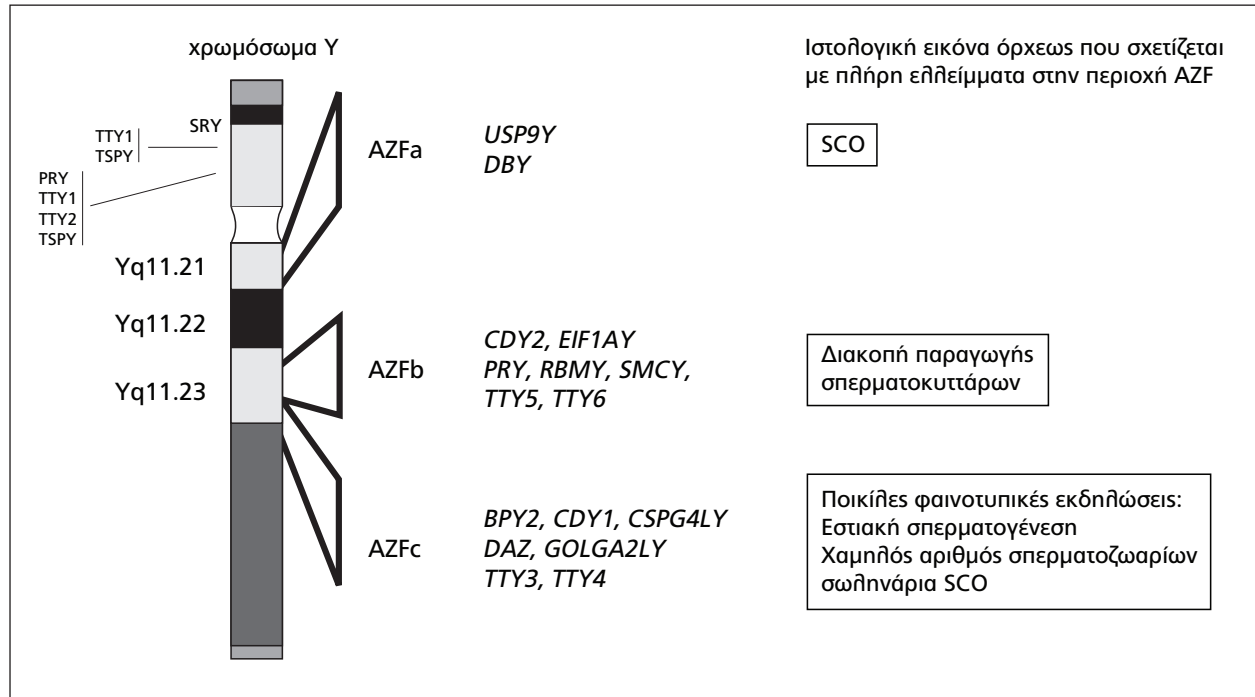 χρωμόσωμα Υ
Ιστολογική εικόνα όρχεως που σχετίζεται
με πλήρη ελλείμματα στην περιοχή AZF
SRY
TTY1
TSPY
PRY
TTY1
TTY2
TSPY
Yq11.21
Yq11.22
Yq11.23
AZFa
USP9Y
DBY
SCO
AZFb
CDY2, EIF1AY
PRY, RBMY, SMCY,
TTY5, TTY6
Διακοπή παραγωγής
σπερματοκυττάρων
AZFc
BPY2, CDY1, CSPG4LY
DAZ, GOLGA2LY
TTY3, TTY4
Ποικίλες φαινοτυπικές εκδηλώσεις:
Εστιακή σπερματογένεση
Χαμηλός αριθμός σπερματοζωαρίων
σωληνάρια SCO